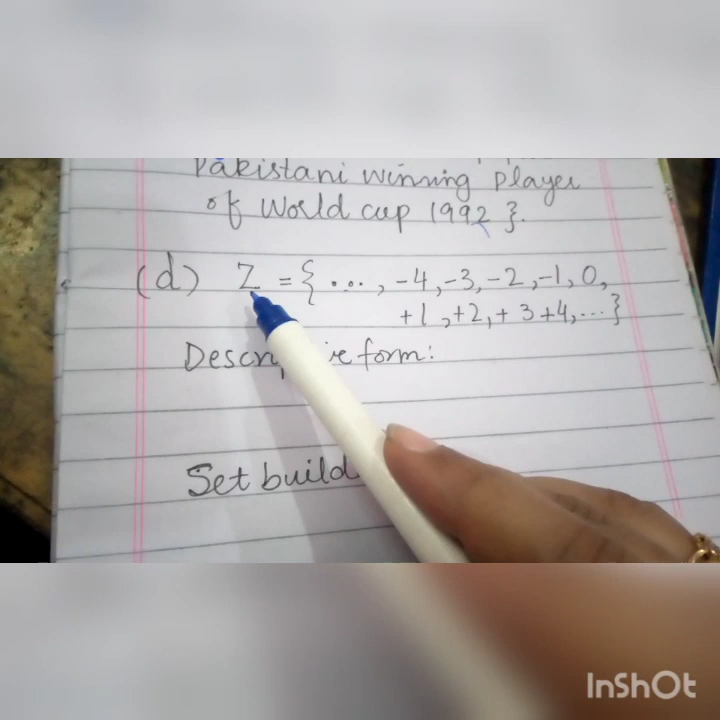 Pakistani winning Player
of World cup 1992 }.
(d) Z = { ..., -4, -3, -2, -1, 0,
+1, +2, + 3 +4, ... }
form:
Set build
InShOt